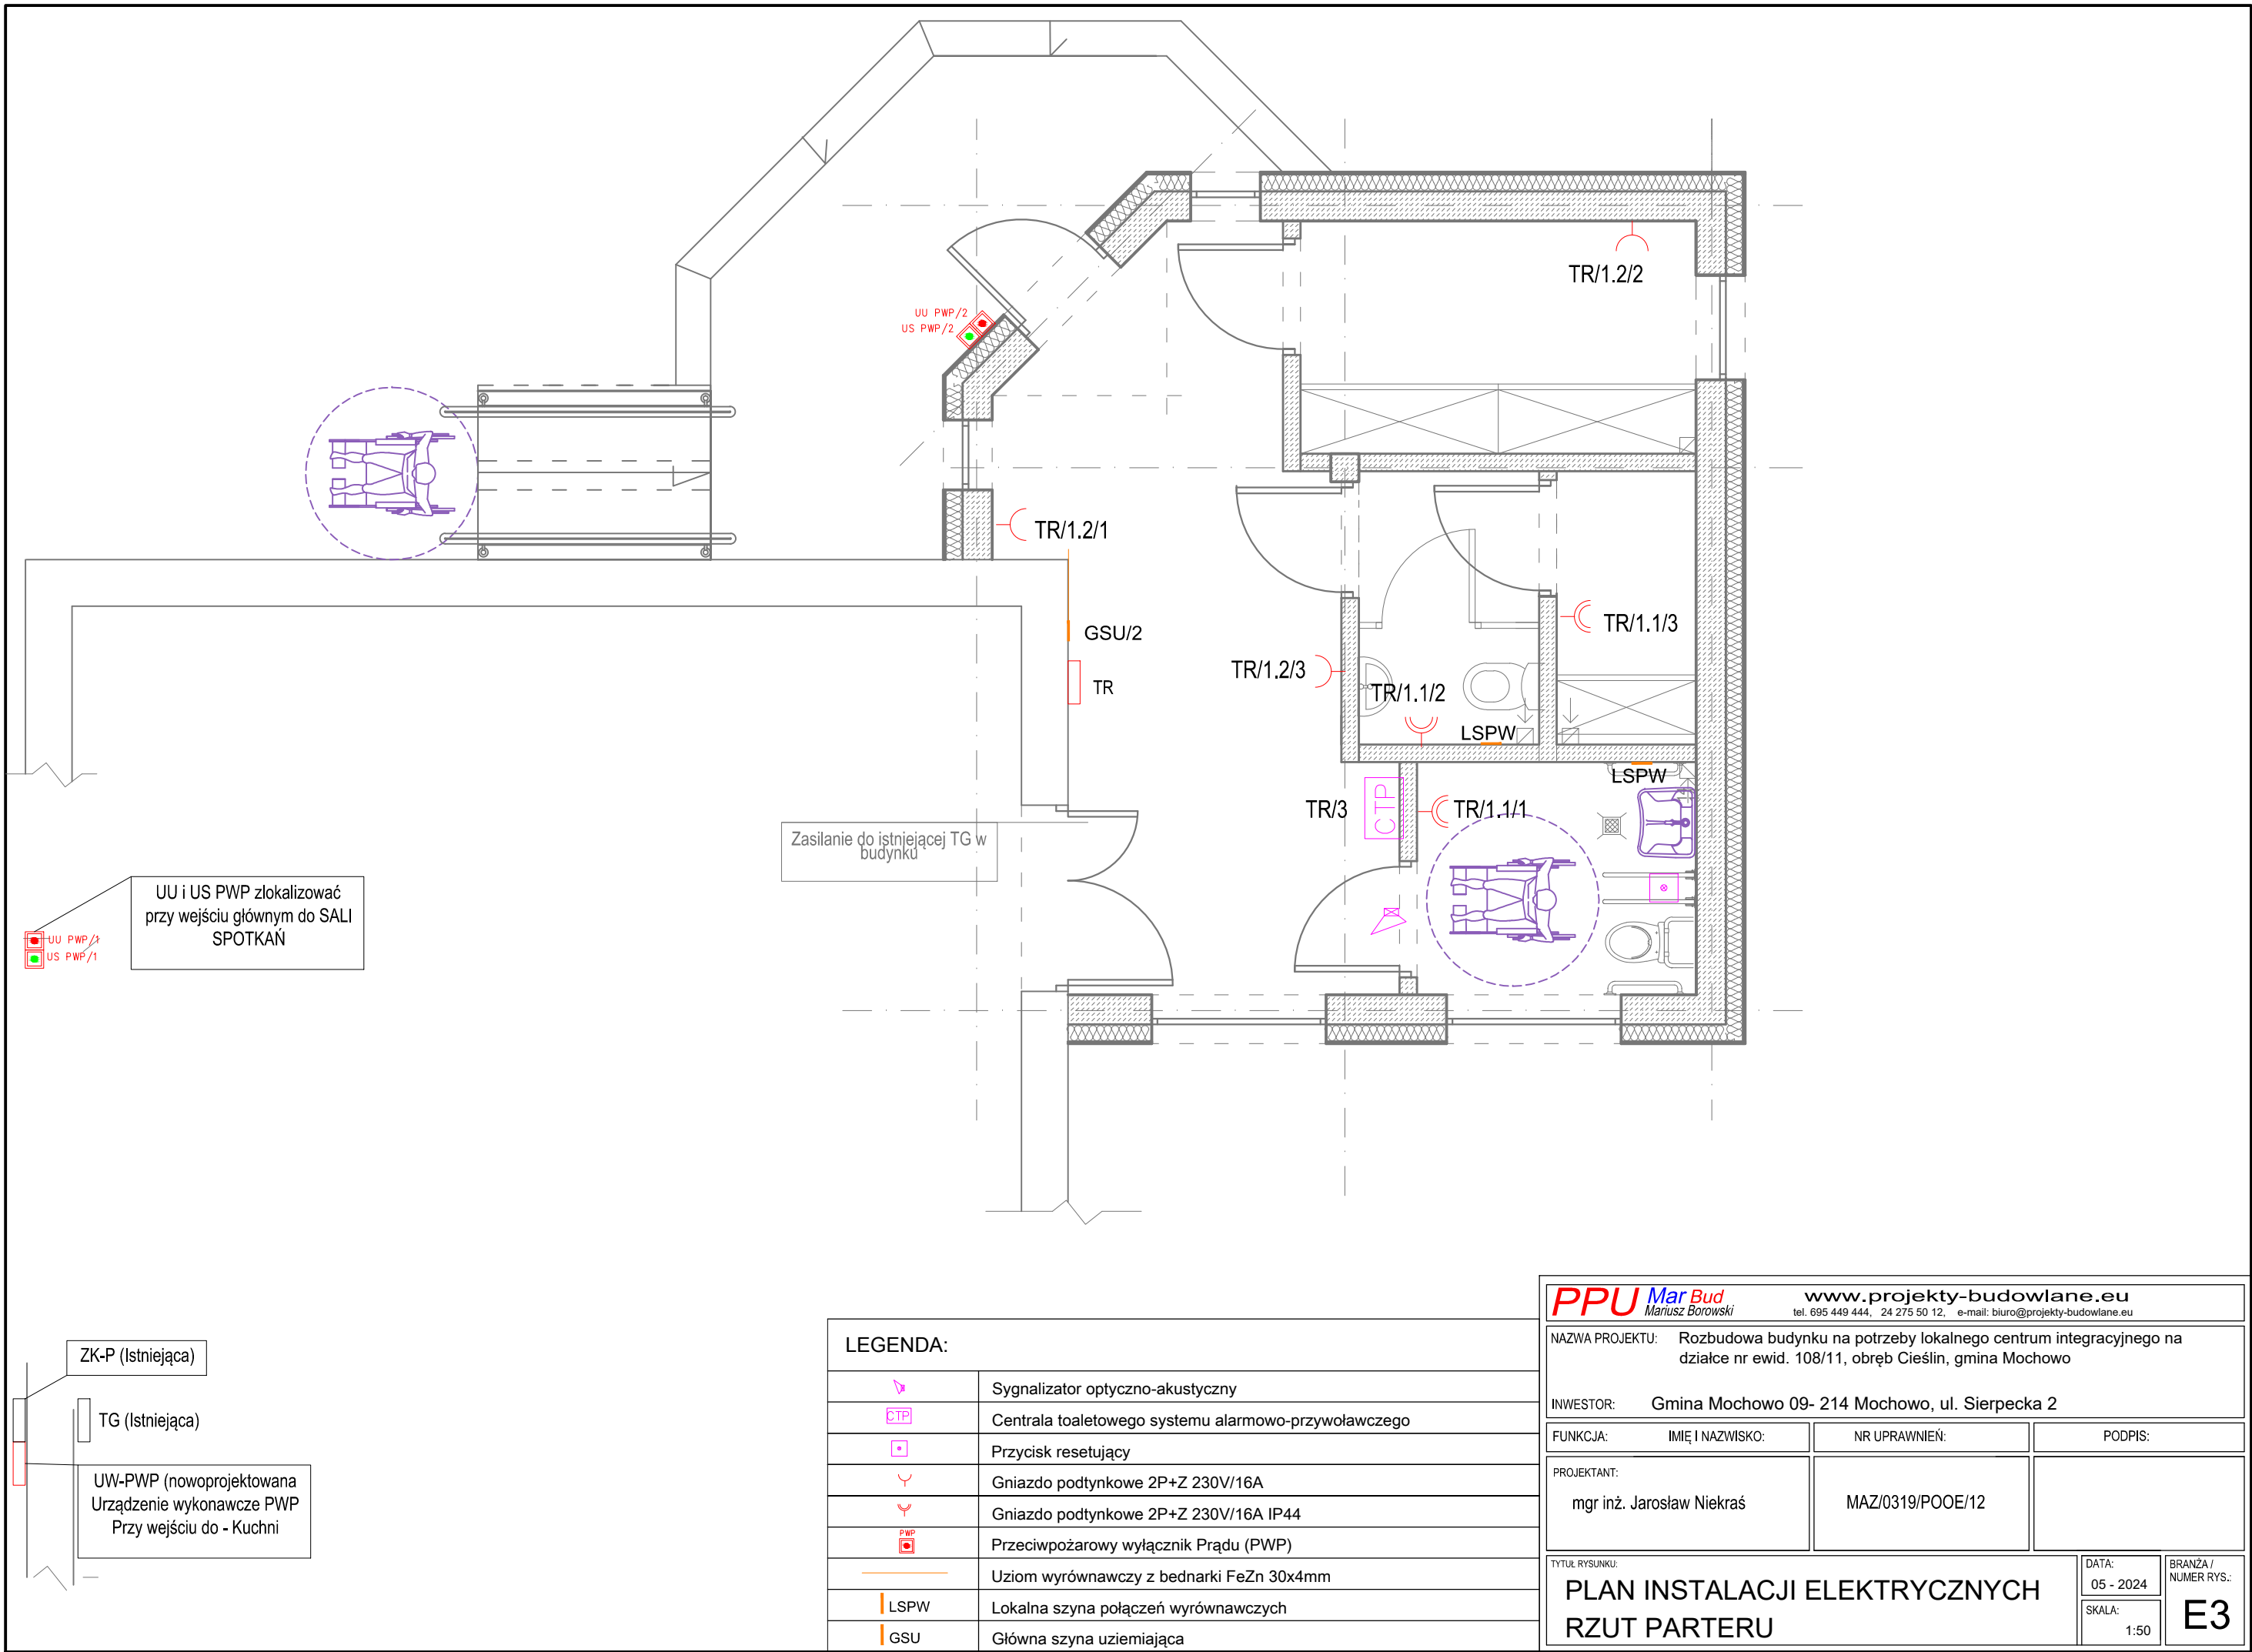 TR/1.2/2
UU PWP/2
US PWP/2
TR/1.2/1
GSU/2
TR/1.1/3
TR/1.2/3
TR
TR/1.1/2
LSPW
LSPW
TR/3
CTP
TR/1.1/1
Zasilanie do istniejącej TG w
budynku
UU i US PWP zlokalizować
przy wejściu głównym do SALI
SPOTKAŃ
UU PWP/1
US PWP/1
ZK-P (Istniejąca)
TG (Istniejąca)
UW-PWP (nowoprojektowana
Urządzenie wykonawcze PWP
Przy wejściu do - Kuchni
LEGENDA:
Sygnalizator optyczno-akustyczny
CTP Centrala toaletowego systemu alarmowo-przywoławczego
Przycisk resetujący
Gniazdo podtynkowe 2P+Z 230V/16A
Gniazdo podtynkowe 2P+Z 230V/16A IP44
PWP Przeciwpożarowy wyłącznik Prądu (PWP)
Uziom wyrównawczy z bednarki FeZn 30x4mm
LSPW Lokalna szyna połączeń wyrównawczych
GSU Główna szyna uziemiająca
PPU Mar Bud
Mariusz Borowski
www.projekty-budowlane.eu
tel. 695 449 444, 24 275 50 12, e-mail: biuro@projekty-budowlane.eu
NAZWA PROJEKTU: Rozbudowa budynku na potrzeby lokalnego centrum integracyjnego na
działce nr ewid. 108/11, obręb Cieślin, gmina Mochowo
INWESTOR: Gmina Mochowo 09- 214 Mochowo, ul. Sierpecka 2
FUNKCJA: IMIĘ I NAZWISKO: NR UPRAWNIEŃ: PODPIS:
PROJEKTANT:
mgr inż. Jarosław Niekraś MAZ/0319/POOE/12
TYTUŁ RYSUNKU:
PLAN INSTALACJI ELEKTRYCZNYCH
RZUT PARTERU
DATA:
05 - 2024
SKALA:
1:50
BRANŻA /
NUMER RYS.:
E3